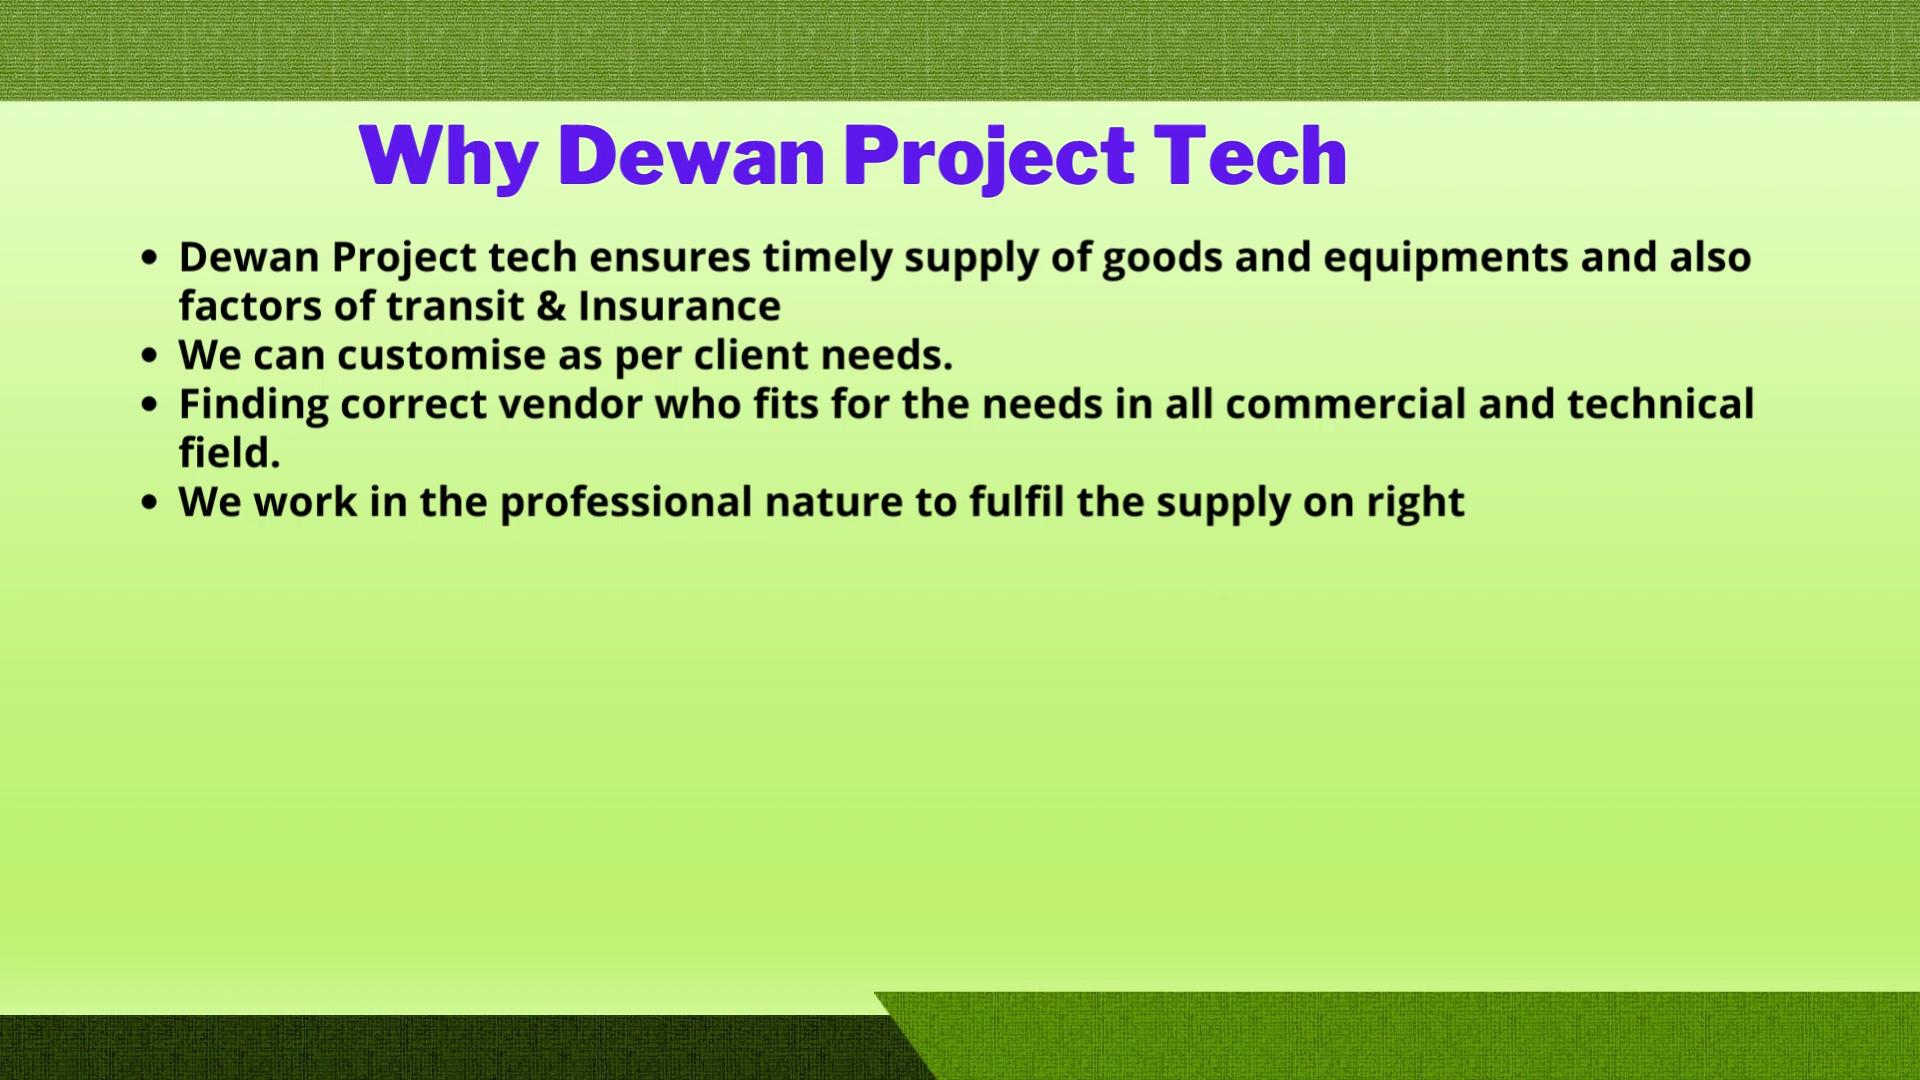 Why Dewan Project Tech
• Dewan Project tech ensures timely supply of goods and equipments and also
factors of transit & Insurance
• We can customise as per client needs.
• Finding correct vendor who fits for the needs in all commercial and technical
field.
• We work in the professional nature to fulfil the supply on right